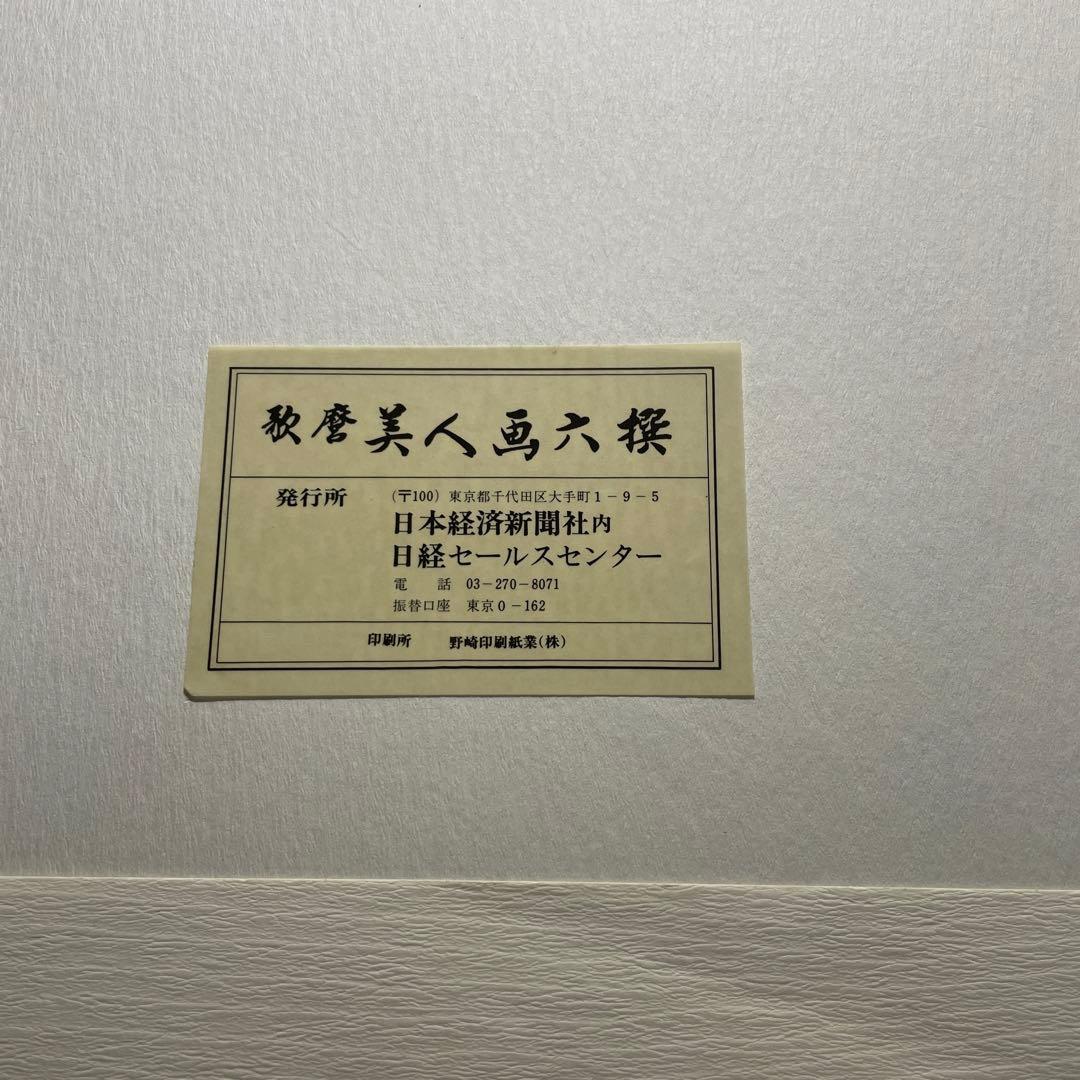 歌麿美人画六撰
発行所 (〒100) 東京都千代田区大手町1-9-5
日本経済新聞社内
日経セールスセンター
電　話 03-270-8071
振替口座 東京0-162
印刷所 野崎印刷紙業(株)